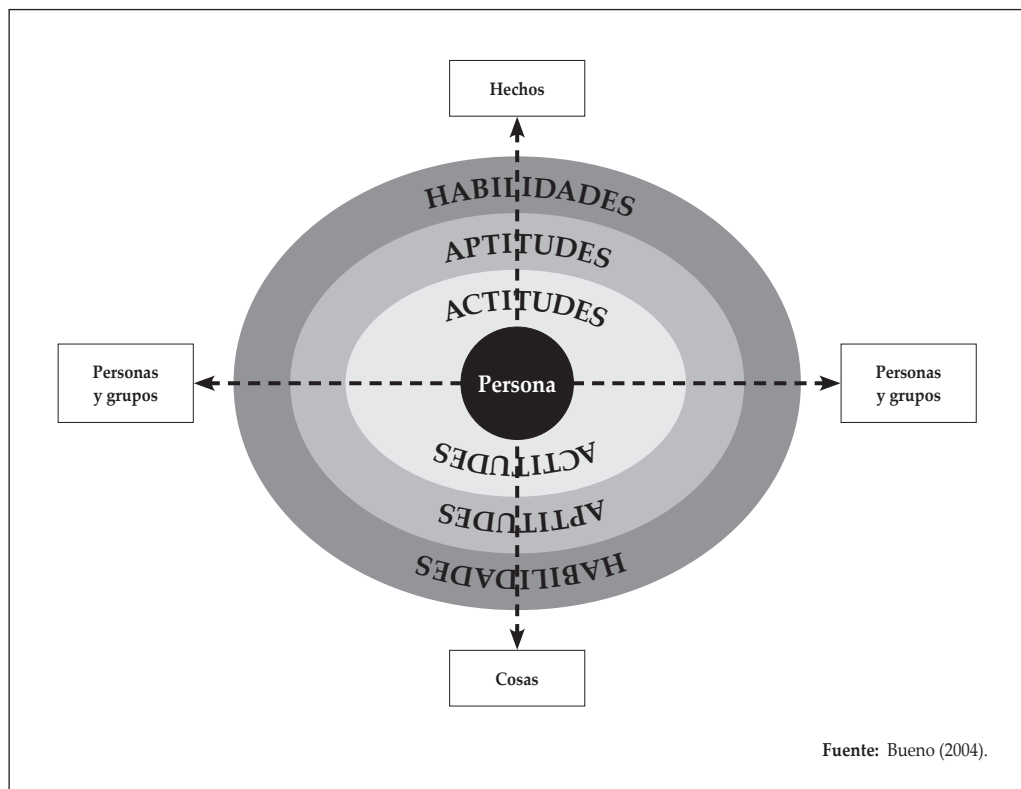 Hechos
HABILIDADES
APTITUDES
ACTITUDES
Personas
y grupos
Persona
Personas
y grupos
ACTITUDES
APTITUDES
HABILIDADES
Cosas
Fuente: Bueno (2004).